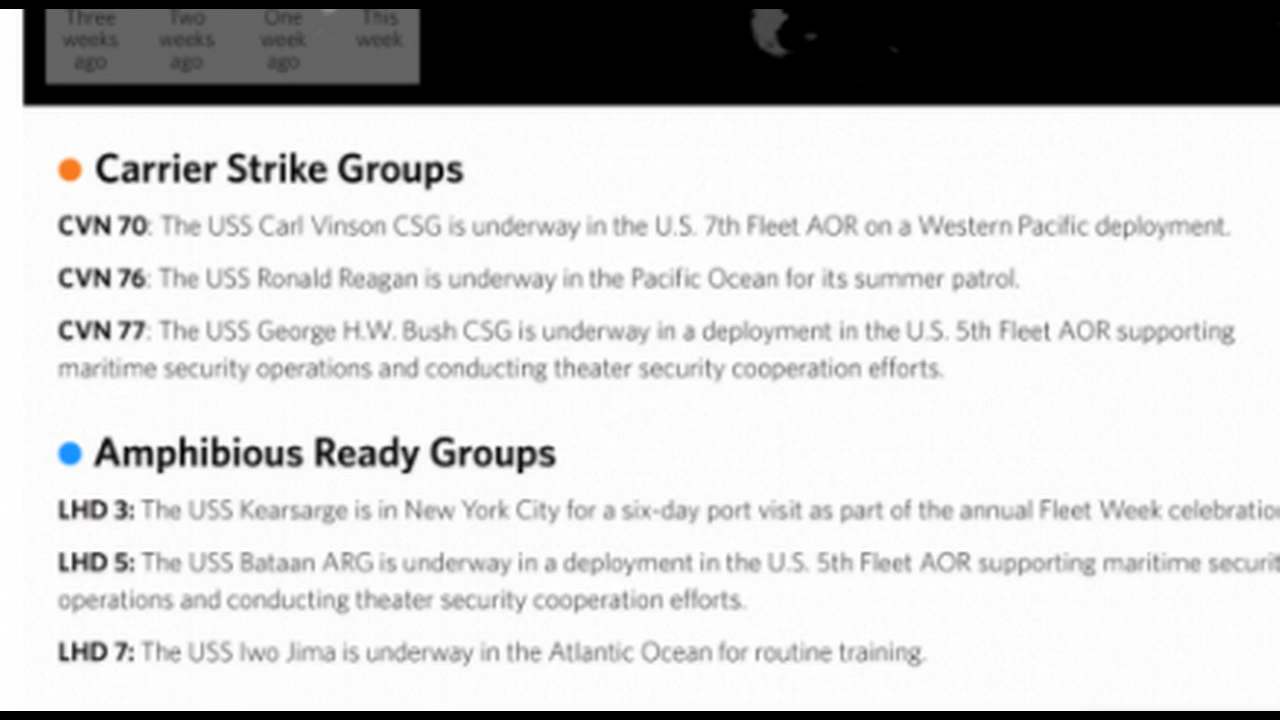 Three Two One This
weeks weeks week week
ago ago ago
Carrier Strike Groups
CVN 70: The USS Carl Vinson CSG is underway in the U.S. 7th Fleet AOR on a Western Pacific deployment.
CVN 76: The USS Ronald Reagan is underway in the Pacific Ocean for its summer patrol.
CVN 77: The USS George H.W. Bush CSG is underway in a deployment in the U.S. 5th Fleet AOR supporting
maritime security operations and conducting theater security cooperation efforts.
Amphibious Ready Groups
LHD 3: The USS Kearsarge is in New York City for a six-day port visit as part of the annual Fleet Week celebratio
LHD 5: The USS Bataan ARG is underway in a deployment in the U.S. 5th Fleet AOR supporting maritime securit
operations and conducting theater security cooperation efforts.
LHD 7: The USS Iwo Jima is underway in the Atlantic Ocean for routine training.